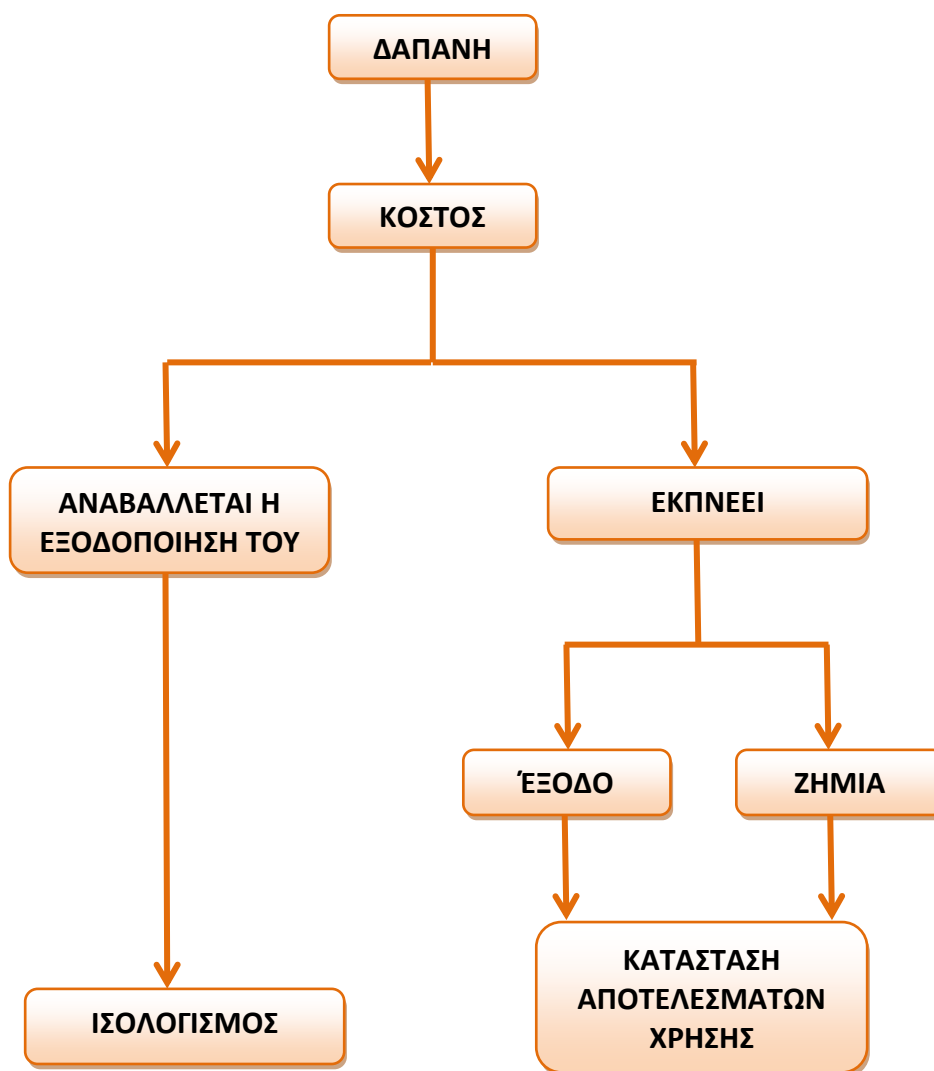 ΔΑΠΑΝΗ
ΚΟΣΤΟΣ
ΑΝΑΒΑΛΛΕΤΑΙ Η
ΕΞΟΔΟΠΟΙΗΣΗ ΤΟΥ
ΕΚΠΝΕΕΙ
ΈΞΟΔΟ
ΖΗΜΙΑ
ΙΣΟΛΟΓΙΣΜΟΣ
ΚΑΤΑΣΤΑΣΗ
ΑΠΟΤΕΛΕΣΜΑΤΩΝ
ΧΡΗΣΗΣ